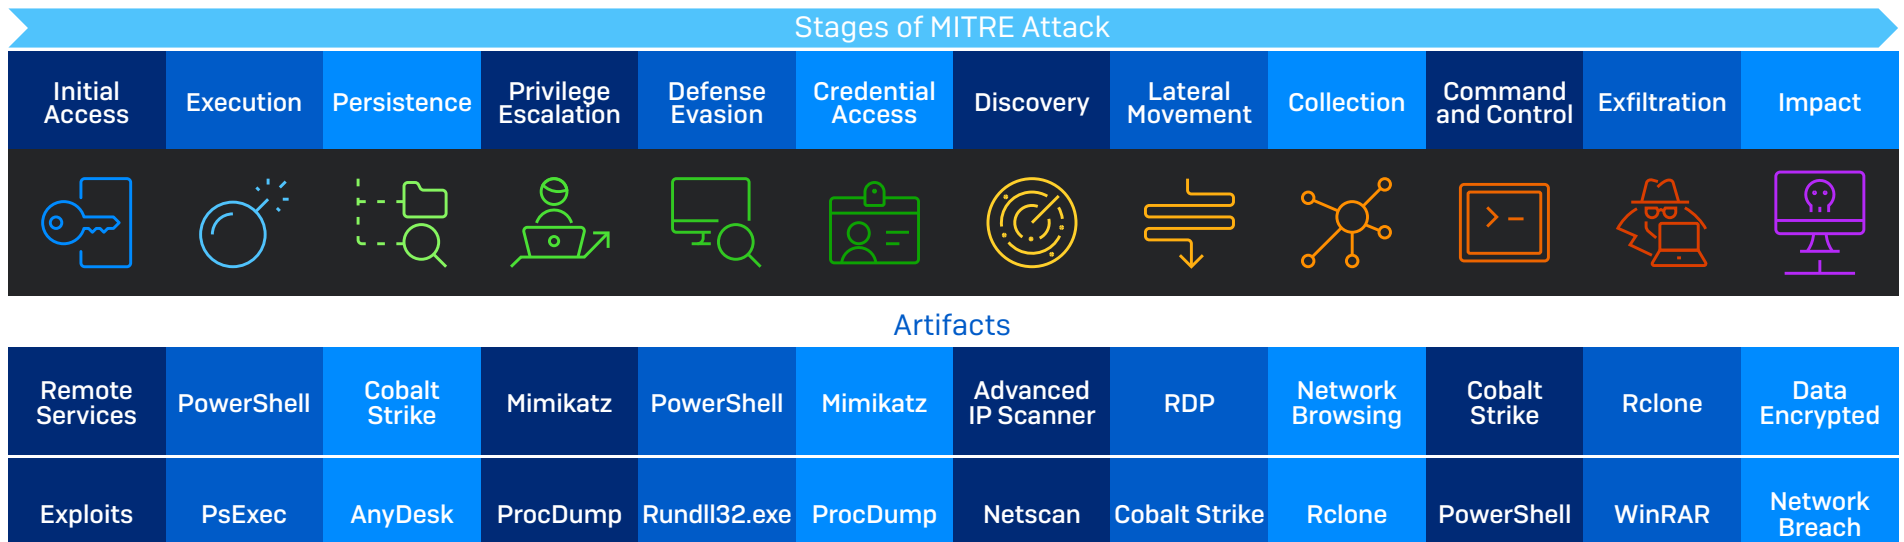 Stages of MITRE Attack
Initial
Access
Execution
Persistence
Privilege
Escalation
Defense
Evasion
Credential
Access
Discovery
Lateral
Movement
Collection
Command
and Control
Exfiltration
Impact
Artifacts
Remote
Services
PowerShell
Cobalt
Strike
Mimikatz
PowerShell
Mimikatz
Advanced
IP Scanner
RDP
Network
Browsing
Cobalt
Strike
Rclone
Data
Encrypted
Exploits
PsExec
AnyDesk
ProcDump
Rundll32.exe
ProcDump
Netscan
Cobalt Strike
Rclone
PowerShell
WinRAR
Network
Breach